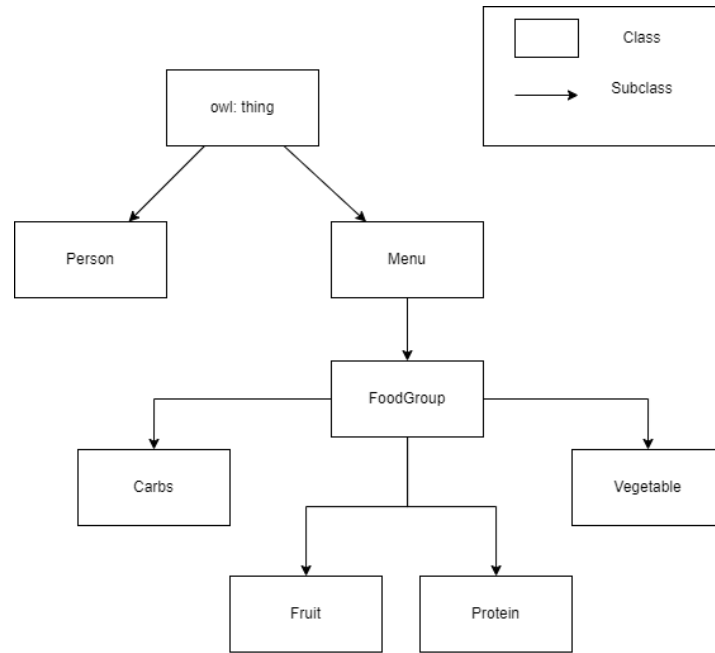 Class
Subclass
owl: thing
Person
Menu
FoodGroup
Carbs
Vegetable
Fruit
Protein